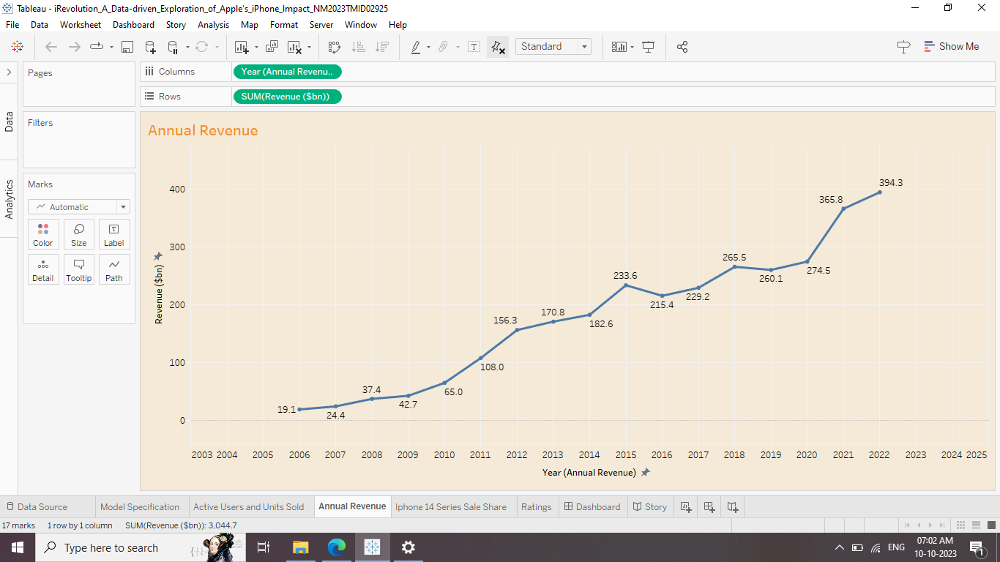 Tableau - iRevolution_A_Data-driven_Exploration_of_Apple's_iPhone_Impact_NM2023TMID02925
File Data Worksheet Dashboard Story Analysis Map Format Server Window Help
Standard
Show Me
Pages
Columns
Year (Annual Revenu..
Rows
SUM(Revenue ($bn))
Data
Analytics
Filters
Marks
Automatic
Color Size Label
Detail Tooltip Path
Annual Revenue
Revenue ($bn)
400
300
200
100
0
19.1
24.4
37.4
42.7
65.0
108.0
156.3
170.8
182.6
233.6
215.4
229.2
265.5
260.1
274.5
365.8
394.3
2003 2004 2005 2006 2007 2008 2009 2010 2011 2012 2013 2014 2015 2016 2017 2018 2019 2020 2021 2022 2023 2024 2025
Year (Annual Revenue)
Data Source Model Specification Active Users and Units Sold Annual Revenue Iphone 14 Series Sale Share Ratings Dashboard Story
17 marks 1 row by 1 column SUM(Revenue ($bn)): 3,044.7
Type here to search
ENG
07:02 AM
10-10-2023
1